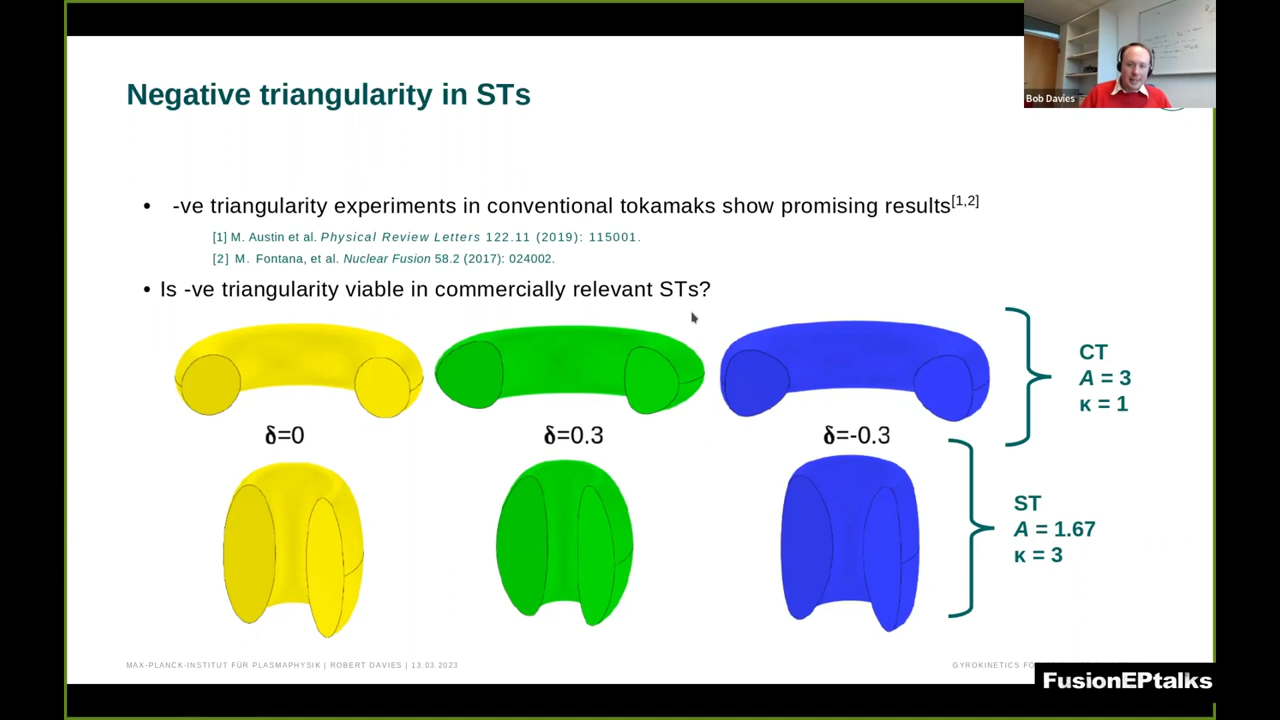 Negative triangularity in STs
Bob Davies
• -ve triangularity experiments in conventional tokamaks show promising results[1,2]
[1] M. Austin et al. Physical Review Letters 122.11 (2019): 115001.
[2] M. Fontana, et al. Nuclear Fusion 58.2 (2017): 024002.
• Is -ve triangularity viable in commercially relevant STs?
CT
A = 3
κ = 1
δ=0 δ=0.3 δ=-0.3
ST
A = 1.67
κ = 3
MAX-PLANCK-INSTITUT FÜR PLASMAPHYSIK | ROBERT DAVIES | 13.03 2023
GYROKINETICS
FusionEPtalks